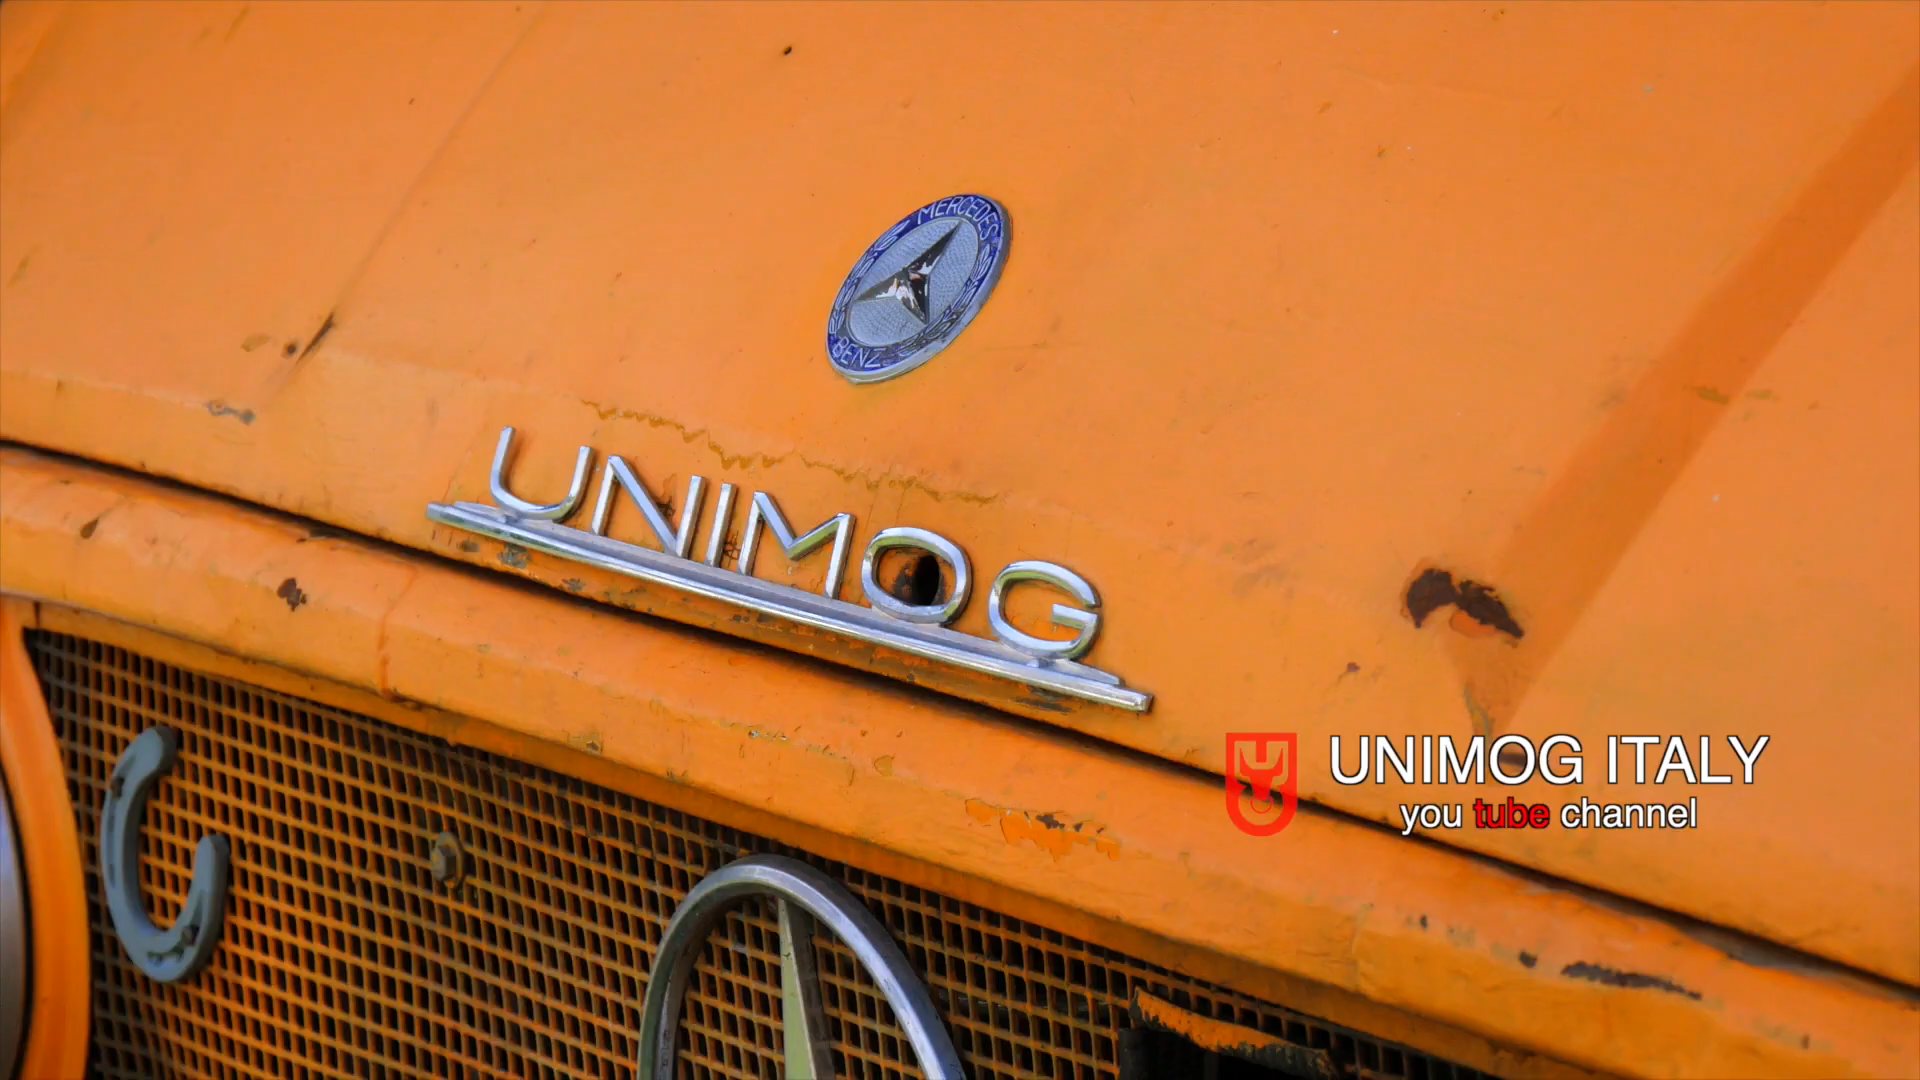 MERCEDES
BENZ
UNIMOG
UNIMOG ITALY
you tube channel